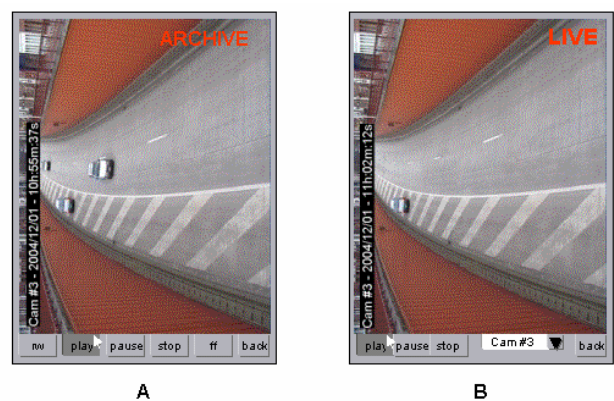 ARCHIVE
Cam #3 - 2004/12/01 - 10h:55m:37s
rw play pause stop ff back
A
LIVE
Cam #3 - 2004/12/01 - 11h:02m:12s
play pause stop Cam #3 back
B